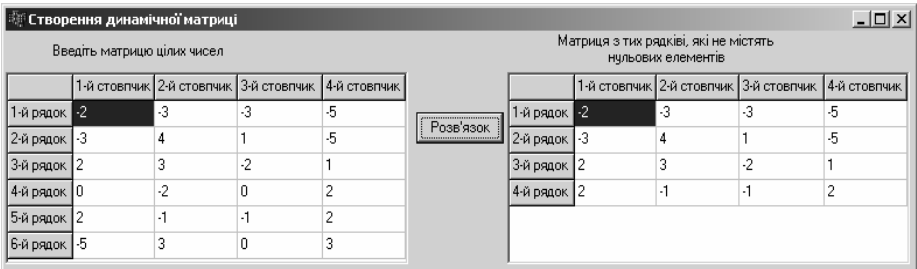 Створення динамічної матриці
Введіть матрицю цілих чисел
1-й стовпчик 2-й стовпчик 3-й стовпчик 4-й стовпчик
1-й рядок -2 -3 -3 -5
2-й рядок -3 4 1 -5
3-й рядок 2 3 -2 1
4-й рядок 0 -2 0 2
5-й рядок 2 -1 -1 2
6-й рядок -5 3 0 3
Розв'язок
Матриця з тих рядківі, які не містять
нульових елементів
1-й стовпчик 2-й стовпчик 3-й стовпчик 4-й стовпчик
1-й рядок -2 -3 -3 -5
2-й рядок -3 4 1 -5
3-й рядок 2 3 -2 1
4-й рядок 2 -1 -1 2